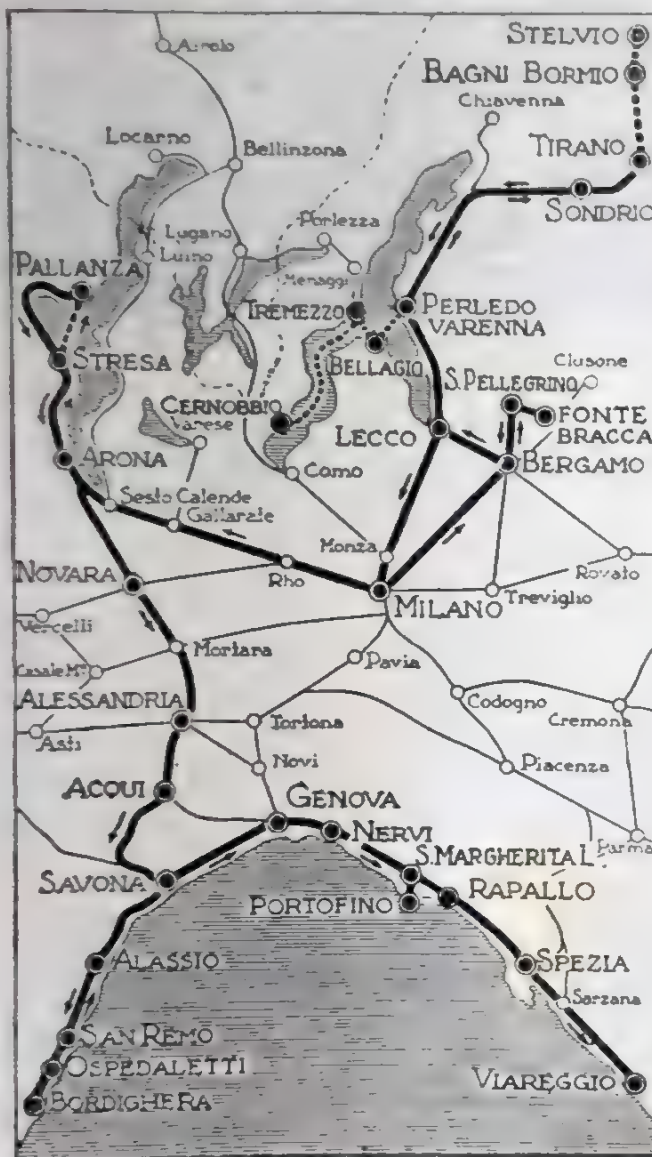 STELVIO
BAGNI BORMIO
Airolo
Chiavenna
Locarno
Bellinzona
TIRANO
SONDRIO
Lugano
Luino
Porlezza
Menaggi
PALLANZA
TREMEZZO
PERLEDO
VARENNA
STRESA
BELLAGIO
Clusone
S. PELLEGRINO
CERNOBBIO
Varese
FONTE
BRACCA
LECCO
BERGAMO
ARONA
Como
Sesto Calende
Gallarate
Monza
Rho
Rovato
NOVARA
MILANO
Treviglio
Vercelli
Mortara
Casale Mº
Pavia
ALESSANDRIA
Codogno
Cremona
Asti
Tortona
Novi
Piacenza
ACQUI
GENOVA
NERVI
Parma
S. MARGHERITA L.
SAVONA
PORTOFINO
RAPALLO
ALASSIO
SPEZIA
Sarzana
SAN REMO
OSPEDALETTI
VIAREGGIO
BORDIGHERA